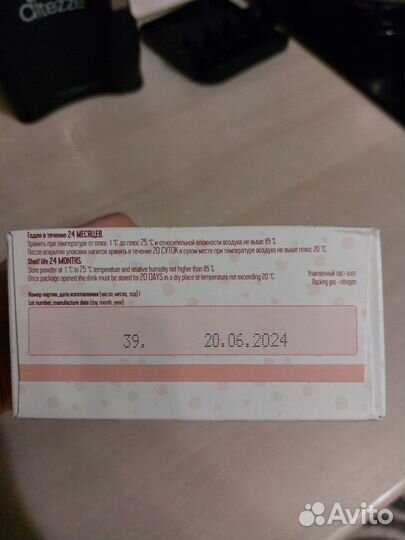 altezze
Годен в течение 24 МЕСЯЦЕВ.
Хранить при температуре от плюс 1 °С до плюс 25 °С и относительной влажности воздуха не выше 85 %.
После вскрытия упаковки напиток хранить в течение 20 СУТОК в сухом месте при температуре воздуха не выше плюс 20 °С.
Shelf life 24 MONTHS.
Store powder at 1 °C to 25 °C temperature and relative humidity not higher than 85 %.
Once package opened the drink must be stored for 20 DAYS in a dry place at temperature not exceeding 20 °C.
Упаковочный газ - азот
Packing gas - nitrogen
Номер партии, дата изготовления (число, месяц, год) /
Lot number, manufacture date (day, month, year)
39. 20.06.2024
Avito